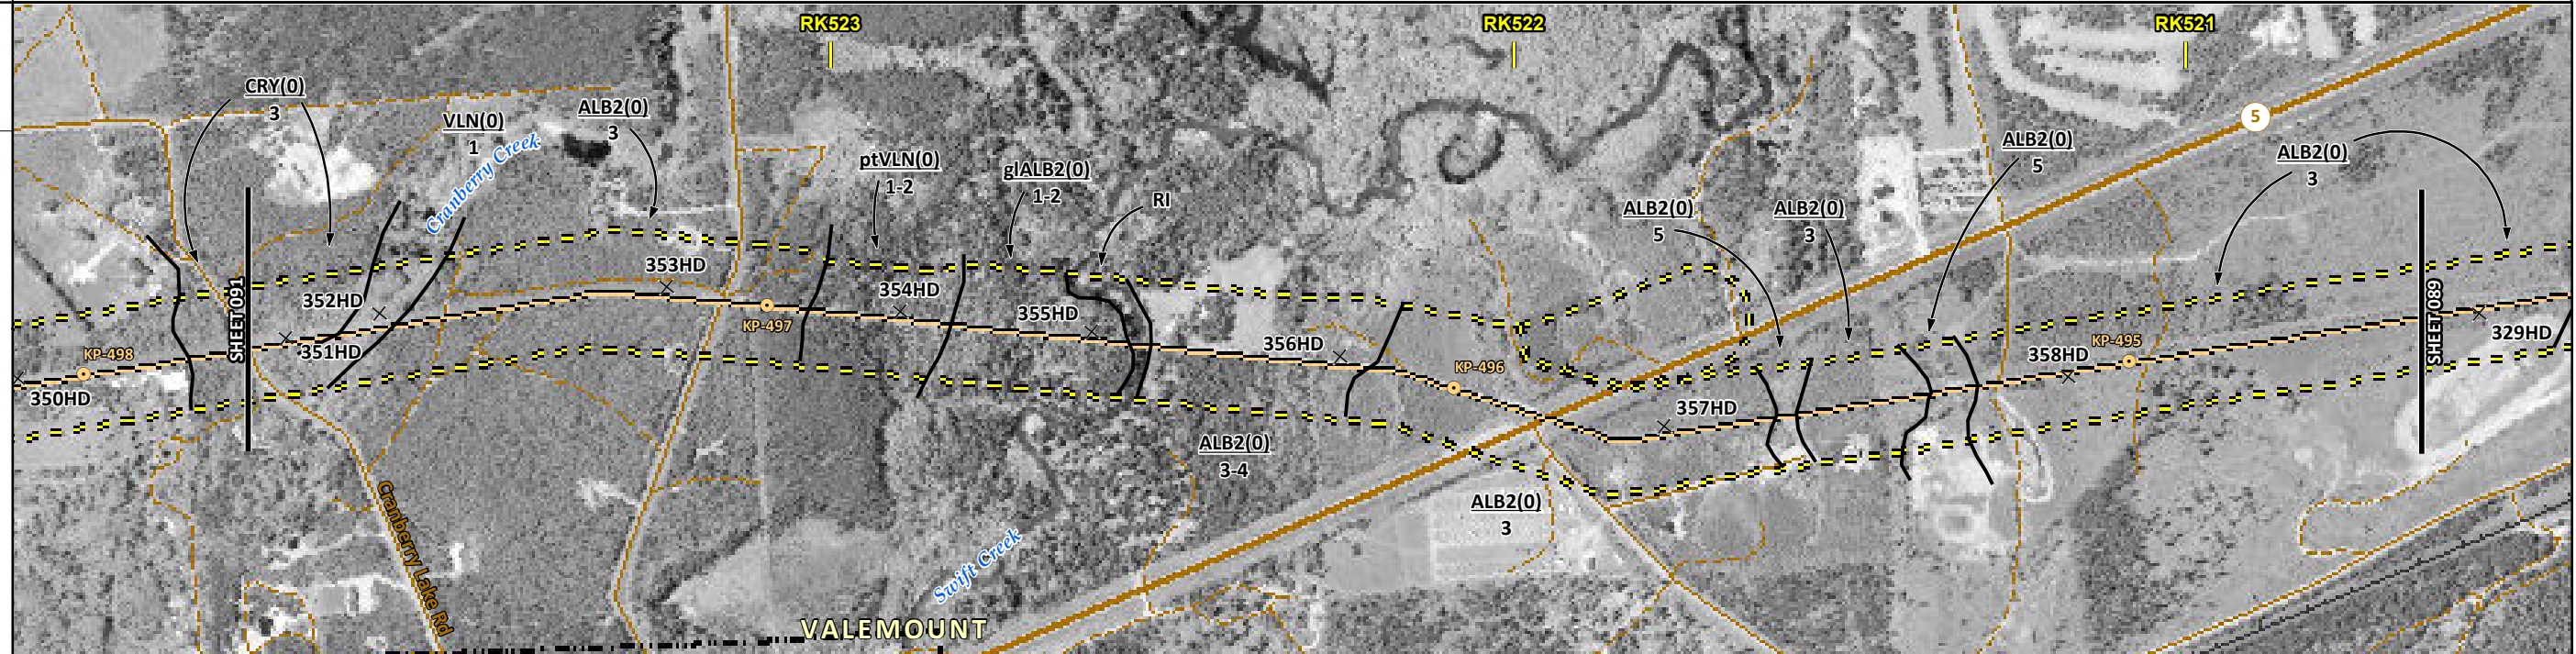 RK523
RK522
RK521
CRY(0)
3
VLN(0)
1
ALB2(0)
3
Cranberry Creek
ptVLN(0)
1-2
glALB2(0)
1-2
RI
ALB2(0)
5
ALB2(0)
3
ALB2(0)
5
ALB2(0)
3
5
SHEET 091
352HD
351HD
353HD
KP-497
354HD
355HD
356HD
KP-496
357HD
358HD
KP-495
SHEET 089
329HD
KP-498
350HD
ALB2(0)
3-4
ALB2(0)
3
Cranberry Lake Rd
Swift Creek
VALEMOUNT